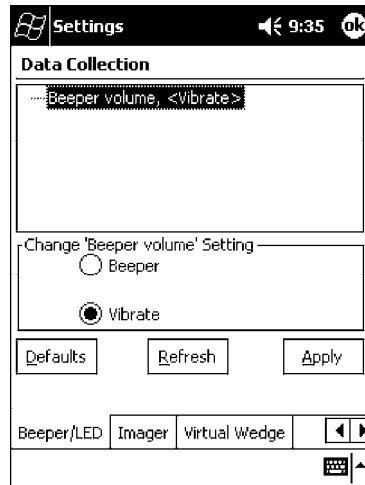 Settings 9:35 ok
Data Collection
Beeper volume, <Vibrate>
Change 'Beeper volume' Setting
Beeper
Vibrate
Defaults Refresh Apply
Beeper/LED Imager Virtual Wedge